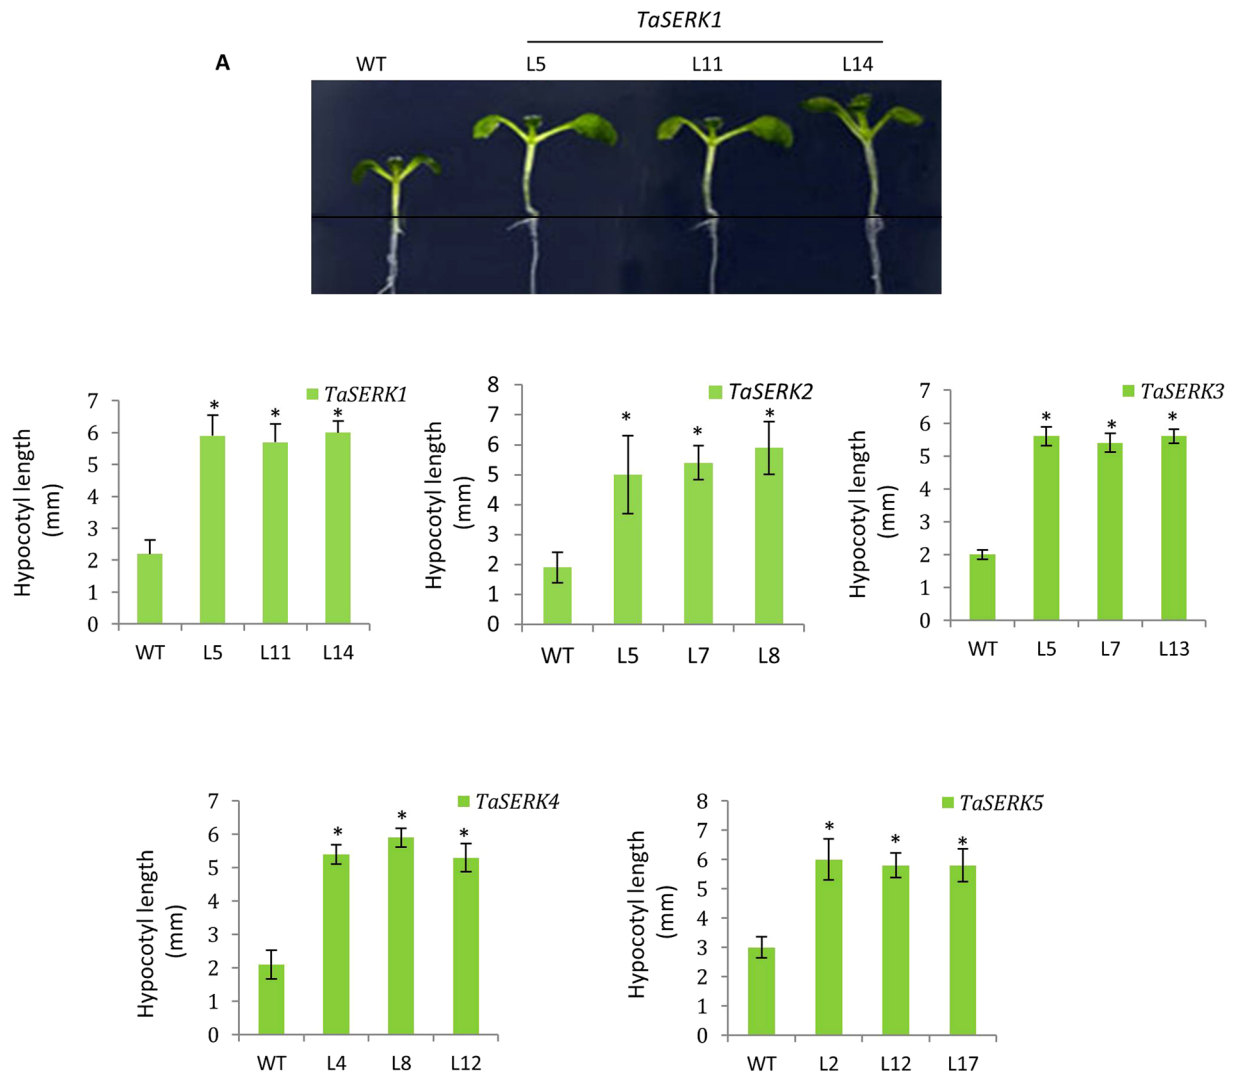 TaSERK1
A WT L5 L11 L14
TaSERK1
Hypocotyl length
(mm)
7
6
5
4
3
2
1
0
* * *
WT L5 L11 L14
TaSERK2
Hypocotyl length
(mm)
8
7
6
5
4
3
2
1
0
* * *
WT L5 L7 L8
TaSERK3
Hypocotyl length
(mm)
7
6
5
4
3
2
1
0
* * *
WT L5 L7 L13
TaSERK4
Hypocotyl length
(mm)
7
6
5
4
3
2
1
0
* * *
WT L4 L8 L12
TaSERK5
Hypocotyl length
(mm)
8
7
6
5
4
3
2
1
0
* * *
WT L2 L12 L17